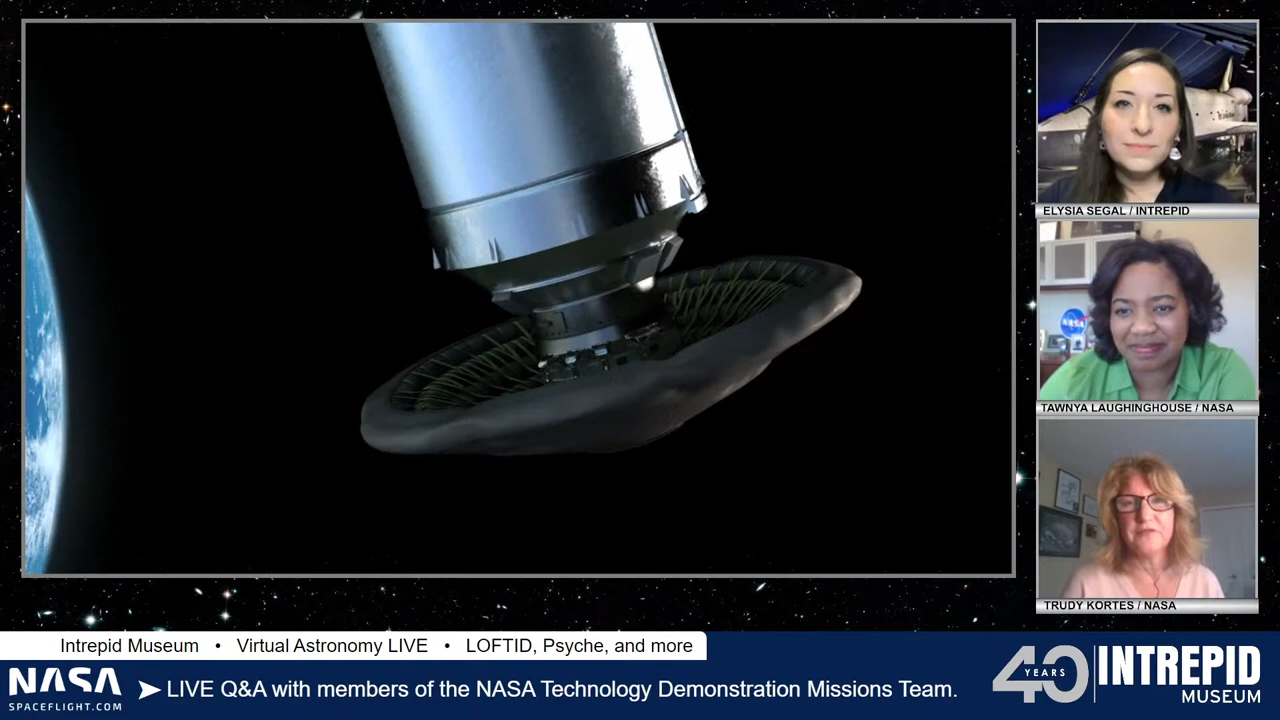 ELYSIA SEGAL / INTREPID
NASA
TAWNYA LAUGHINGHOUSE / NASA
TRUDY KORTES / NASA
Intrepid Museum • Virtual Astronomy LIVE • LOFTID, Psyche, and more
NASA
SPACEFLIGHT.COM
➤ LIVE Q&A with members of the NASA Technology Demonstration Missions Team.
40
YEARS
INTREPID
MUSEUM